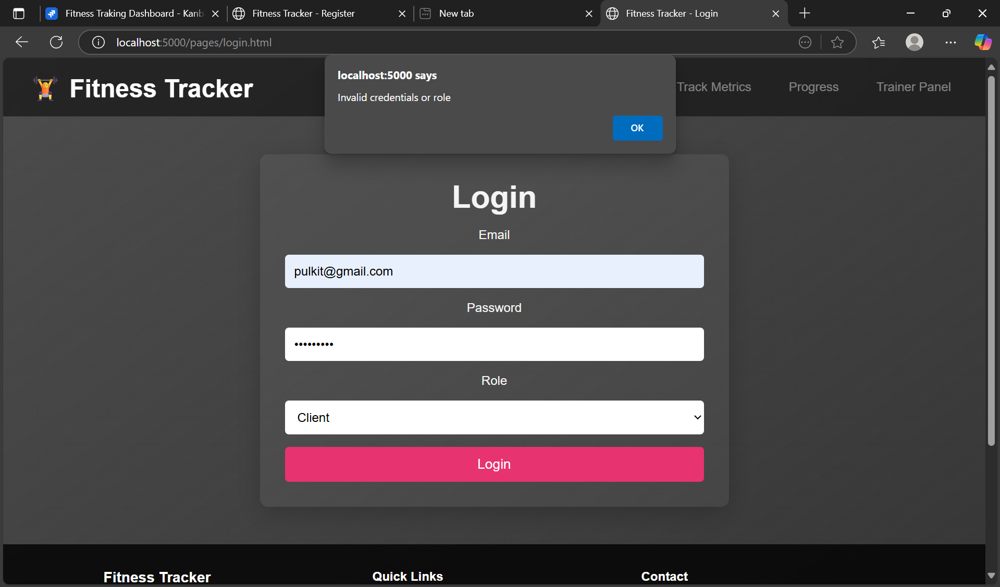 Fitness Traking Dashboard - Kanb
Fitness Tracker - Register
New tab
Fitness Tracker - Login
localhost:5000/pages/login.html
localhost:5000 says
Invalid credentials or role
OK
Fitness Tracker
Track Metrics
Progress
Trainer Panel
Login
Email
pulkit@gmail.com
Password
•••••••••
Role
Client
Login
Fitness Tracker
Quick Links
Contact